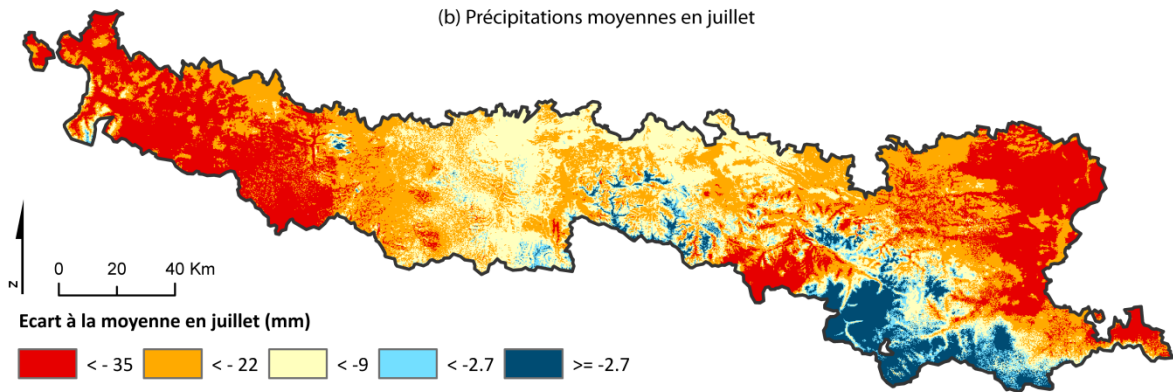 (b) Précipitations moyennes en juillet
z
0 20 40 Km
Ecart à la moyenne en juillet (mm)
< - 35 < - 22 < -9 < -2.7 >= -2.7